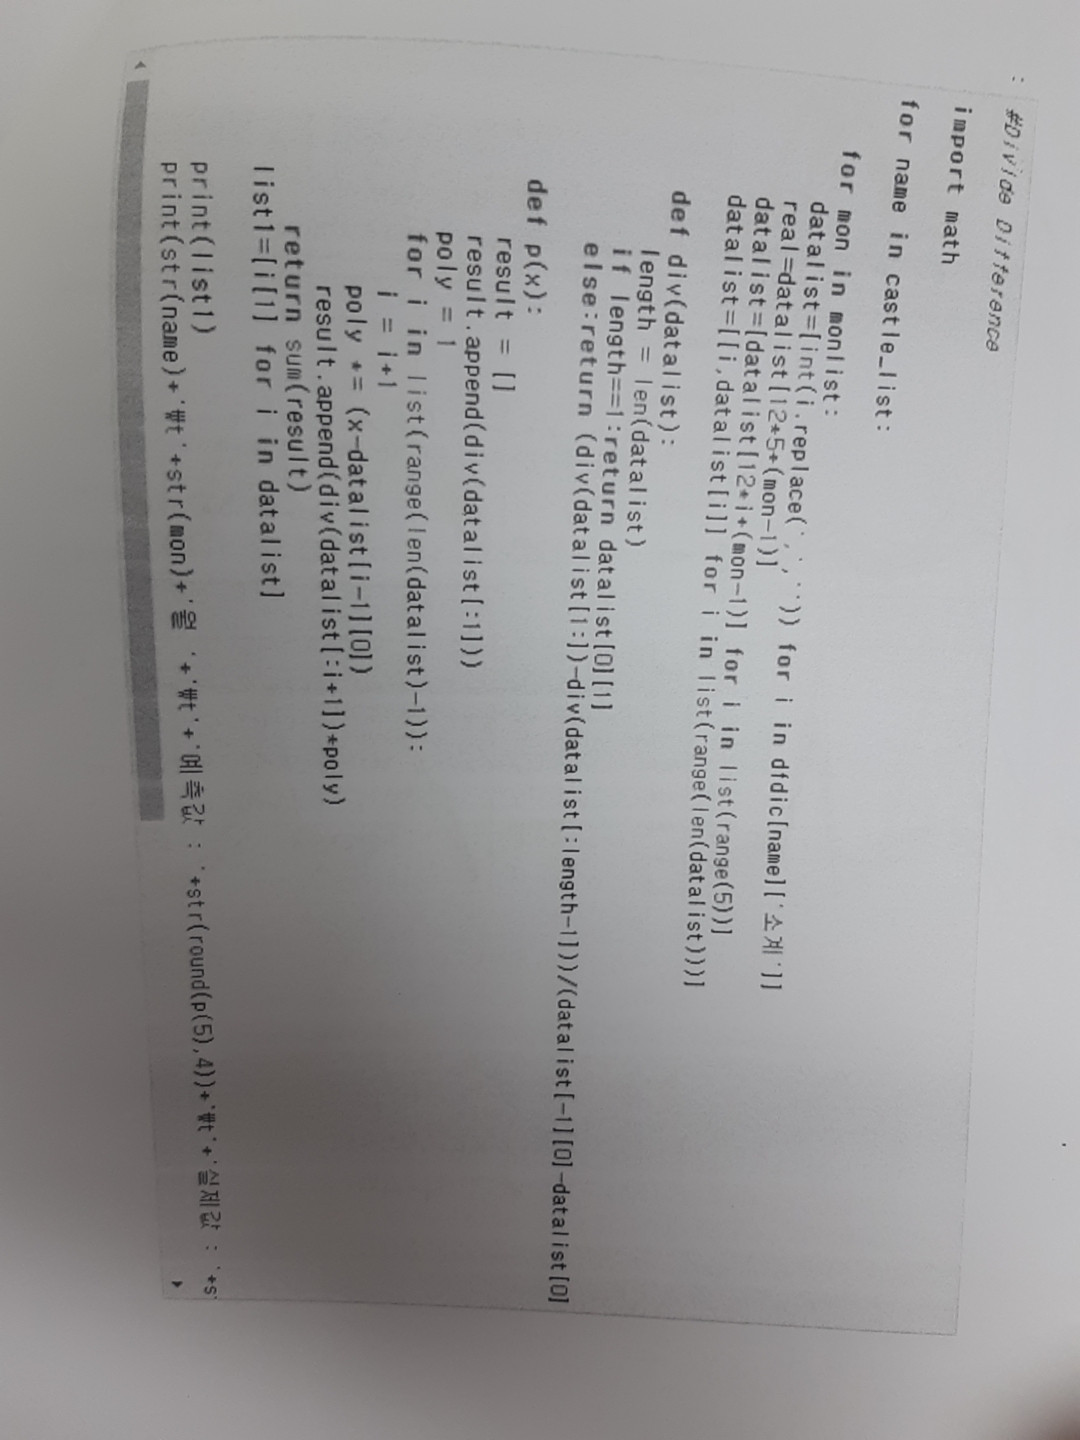 #Divide Difference
import math
for name in castle_list:
for mon in monlist:
datalist=[int(i.replace(',','')) for i in dfdic[name]['소계']]
real=datalist[12*5+(mon-1)]
datalist=[datalist[12*i+(mon-1)] for i in list(range(5))]
datalist=[[i,datalist[i]] for i in list(range(len(datalist)))]
def div(datalist):
length = len(datalist)
if length==1:return datalist[0][1]
else:return (div(datalist[1:])-div(datalist[:length-1]))/(datalist[-1][0]-datalist[0]
def p(x):
result = []
result.append(div(datalist[:1]))
poly = 1
for i in list(range(len(datalist)-1)):
i = i+1
poly *= (x-datalist[i-1][0])
result.append(div(datalist[:i+1])*poly)
return sum(result)
list1=[i[1] for i in datalist]
print(list1)
print(str(name)+'₩t'+str(mon)+'월 '+'₩t'+'예측값 : '+str(round(p(5),4))+'₩t'+'실제값 : '+s